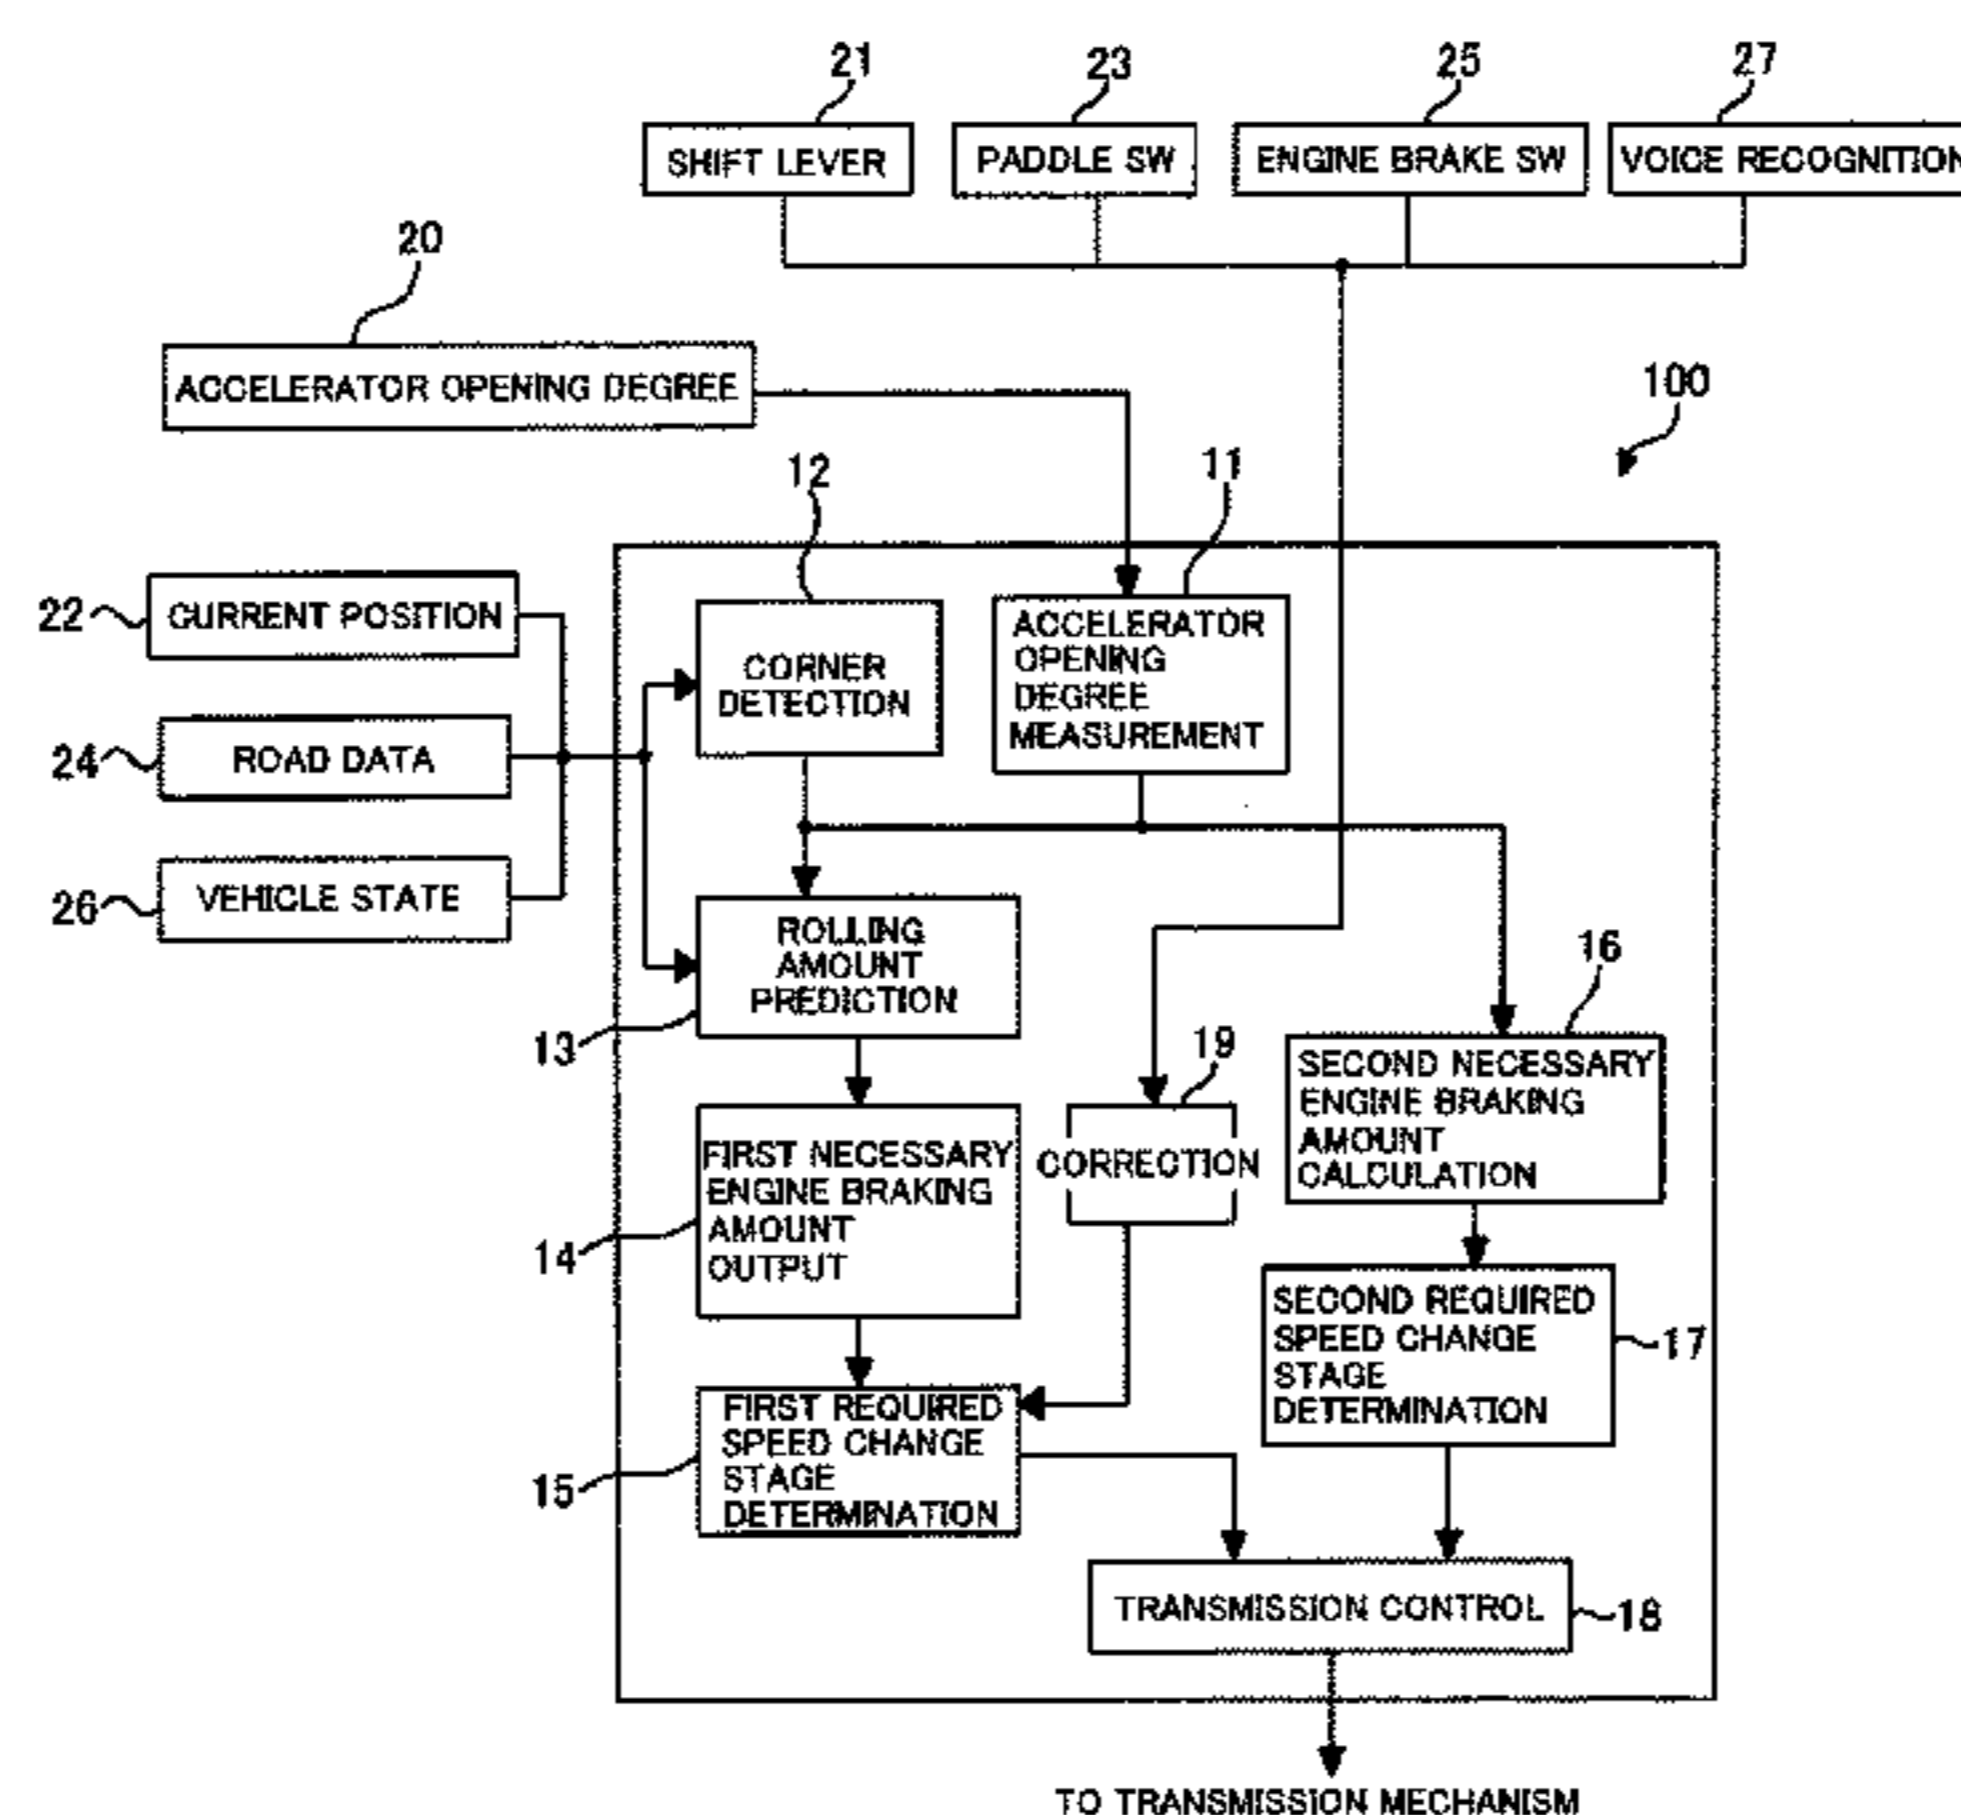 21
23
25
27
SHIFT LEVER
PADDLE SW
ENGINE BRAKE SW
VOICE RECOGNITION
20
ACCELERATOR OPENING DEGREE
100
12
11
22
CURRENT POSITION
CORNER
DETECTION
ACCELERATOR
OPENING
DEGREE
MEASUREMENT
24
ROAD DATA
26
VEHICLE STATE
ROLLING
AMOUNT
PREDICTION
13
16
SECOND NECESSARY
ENGINE BRAKING
AMOUNT
CALCULATION
19
CORRECTION
FIRST NECESSARY
ENGINE BRAKING
AMOUNT
OUTPUT
14
SECOND REQUIRED
SPEED CHANGE
STAGE
DETERMINATION
17
FIRST REQUIRED
SPEED CHANGE
STAGE
DETERMINATION
15
TRANSMISSION CONTROL
18
TO TRANSMISSION MECHANISM